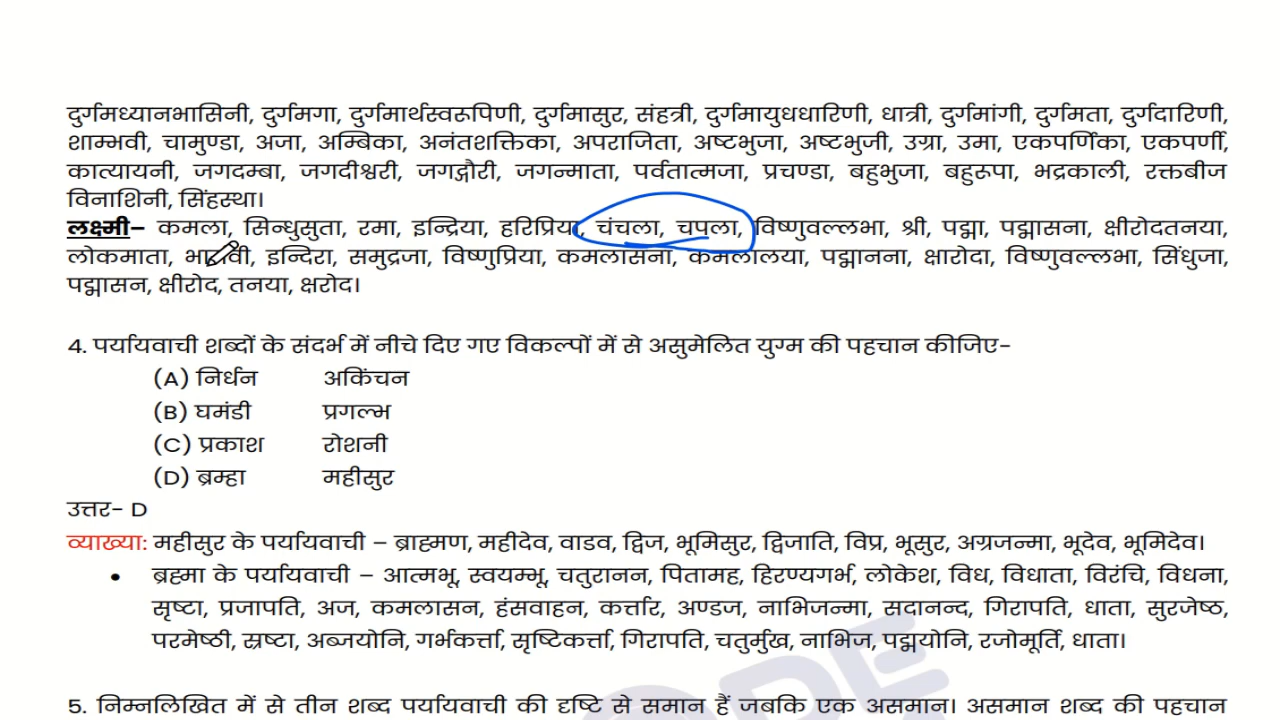 दुर्गमध्यानभासिनी, दुर्गमगा, दुर्गमार्थस्वरूपिणी, दुर्गमासुर, संहत्री, दुर्गमायुधधारिणी, धात्री, दुर्गमांगी, दुर्गमता, दुर्गदारिणी,
शाम्भवी, चामुण्डा, अजा, अम्बिका, अनंतशक्तिका, अपराजिता, अष्टभुजा, अष्टभुजी, उग्रा, उमा, एकपर्णिका, एकपर्णी,
कात्यायनी, जगदम्बा, जगदीश्वरी, जगद्गौरी, जगन्माता, पर्वतात्मजा, प्रचण्डा, बहुभुजा, बहुरूपा, भद्रकाली, रक्तबीज
विनाशिनी, सिंहस्था।
लक्ष्मी– कमला, सिन्धुसुता, रमा, इन्द्रिया, हरिप्रिया, चंचला, चपला, विष्णुवल्लभा, श्री, पद्मा, पद्मासना, क्षीरोदतनया,
लोकमाता, इन्दिरा, समुद्रजा, विष्णुप्रिया, कमलासना, कमलालया, पद्मानना, क्षारोदा, विष्णुवल्लभा, सिंधुजा,
पद्मासन, क्षीरोद, तनया, क्षरोद।
4. पर्यायवाची शब्दों के संदर्भ में नीचे दिए गए विकल्पों में से असुमेलित युग्म की पहचान कीजिए–
(A) निर्धन अकिंचन
(B) घमंडी प्रगल्भ
(C) प्रकाश रोशनी
(D) ब्रम्हा महीसुर
उत्तर– D
व्याख्या: महीसुर के पर्यायवाची – ब्राह्मण, महीदेव, वाडव, द्विज, भूमिसुर, द्विजाति, विप्र, भूसुर, अग्रजन्मा, भूदेव, भूमिदेव।
• ब्रह्मा के पर्यायवाची – आत्मभू, स्वयम्भू, चतुरानन, पितामह, हिरण्यगर्भ, लोकेश, विध, विधाता, विरंचि, विधना,
सृष्टा, प्रजापति, अज, कमलासन, हंसवाहन, कर्त्तार, अण्डज, नाभिजन्मा, सदानन्द, गिरापति, धाता, सुरजेष्ठ,
परमेष्ठी, स्रष्टा, अब्जयोनि, गर्भकर्त्ता, सृष्टिकर्त्ता, गिरापति, चतुर्मुख, नाभिज, पद्मयोनि, रजोमूर्ति, धाता।
5. निम्नलिखित में से तीन शब्द पर्यायवाची की दृष्टि से समान हैं जबकि एक असमान। असमान शब्द की पहचान